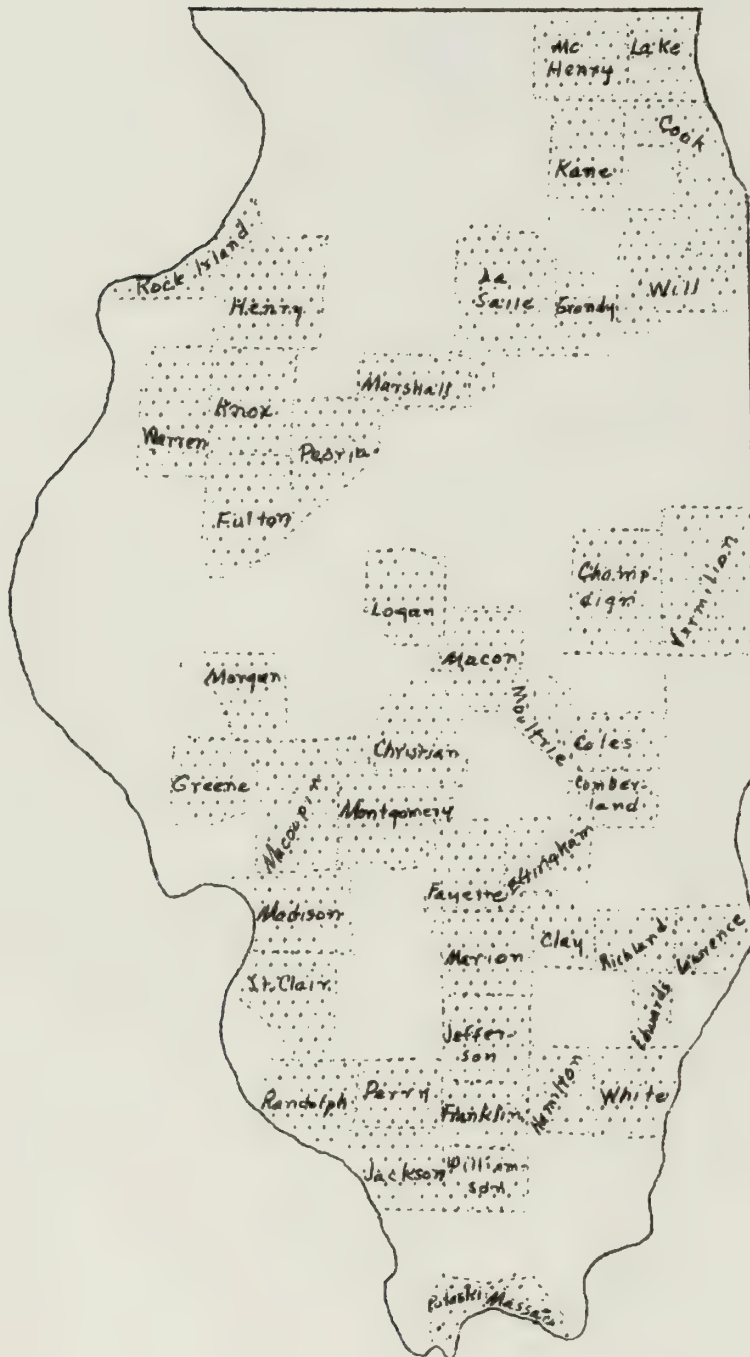 Mc
Henry
Lake
Cook
Kane
Rock Island
Henry
La
Salle
Grundy
Will
Marshall
Knox
Warren
Peoria
Fulton
Champ
aign
Vermilion
Logan
Macon
Morgan
Moultrie
Christian
Coles
Greene
Macoupin
Montgomery
Cumber-
land
Fayette
Effingham
Madison
Marion
Clay
Richland
Lawrence
St. Clair
Edwards
Jeffer-
son
Randolph
Perry
Franklin
Hamilton
White
Jackson
William-
son
Pulaski
Massac